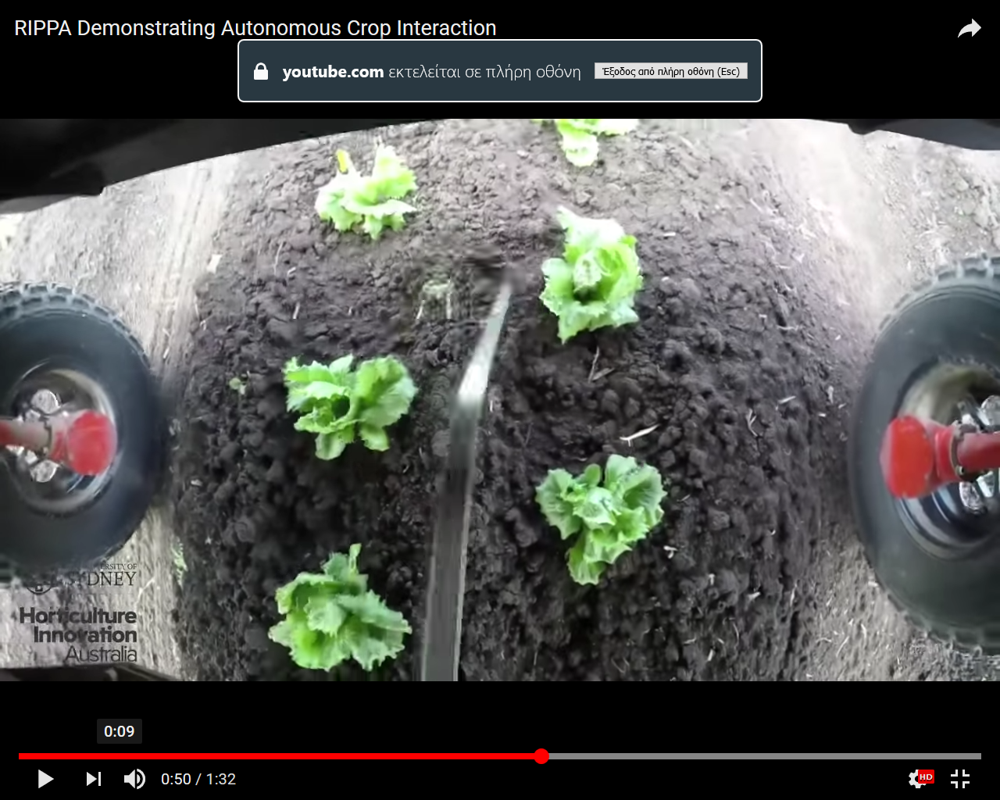 RIPPA Demonstrating Autonomous Crop Interaction
youtube.com εκτελείται σε πλήρη οθόνη
Έξοδος από πλήρη οθόνη (Esc)
SYDNEY
Horticulture
Innovation
Australia
0:09
0:50 / 1:32
HD